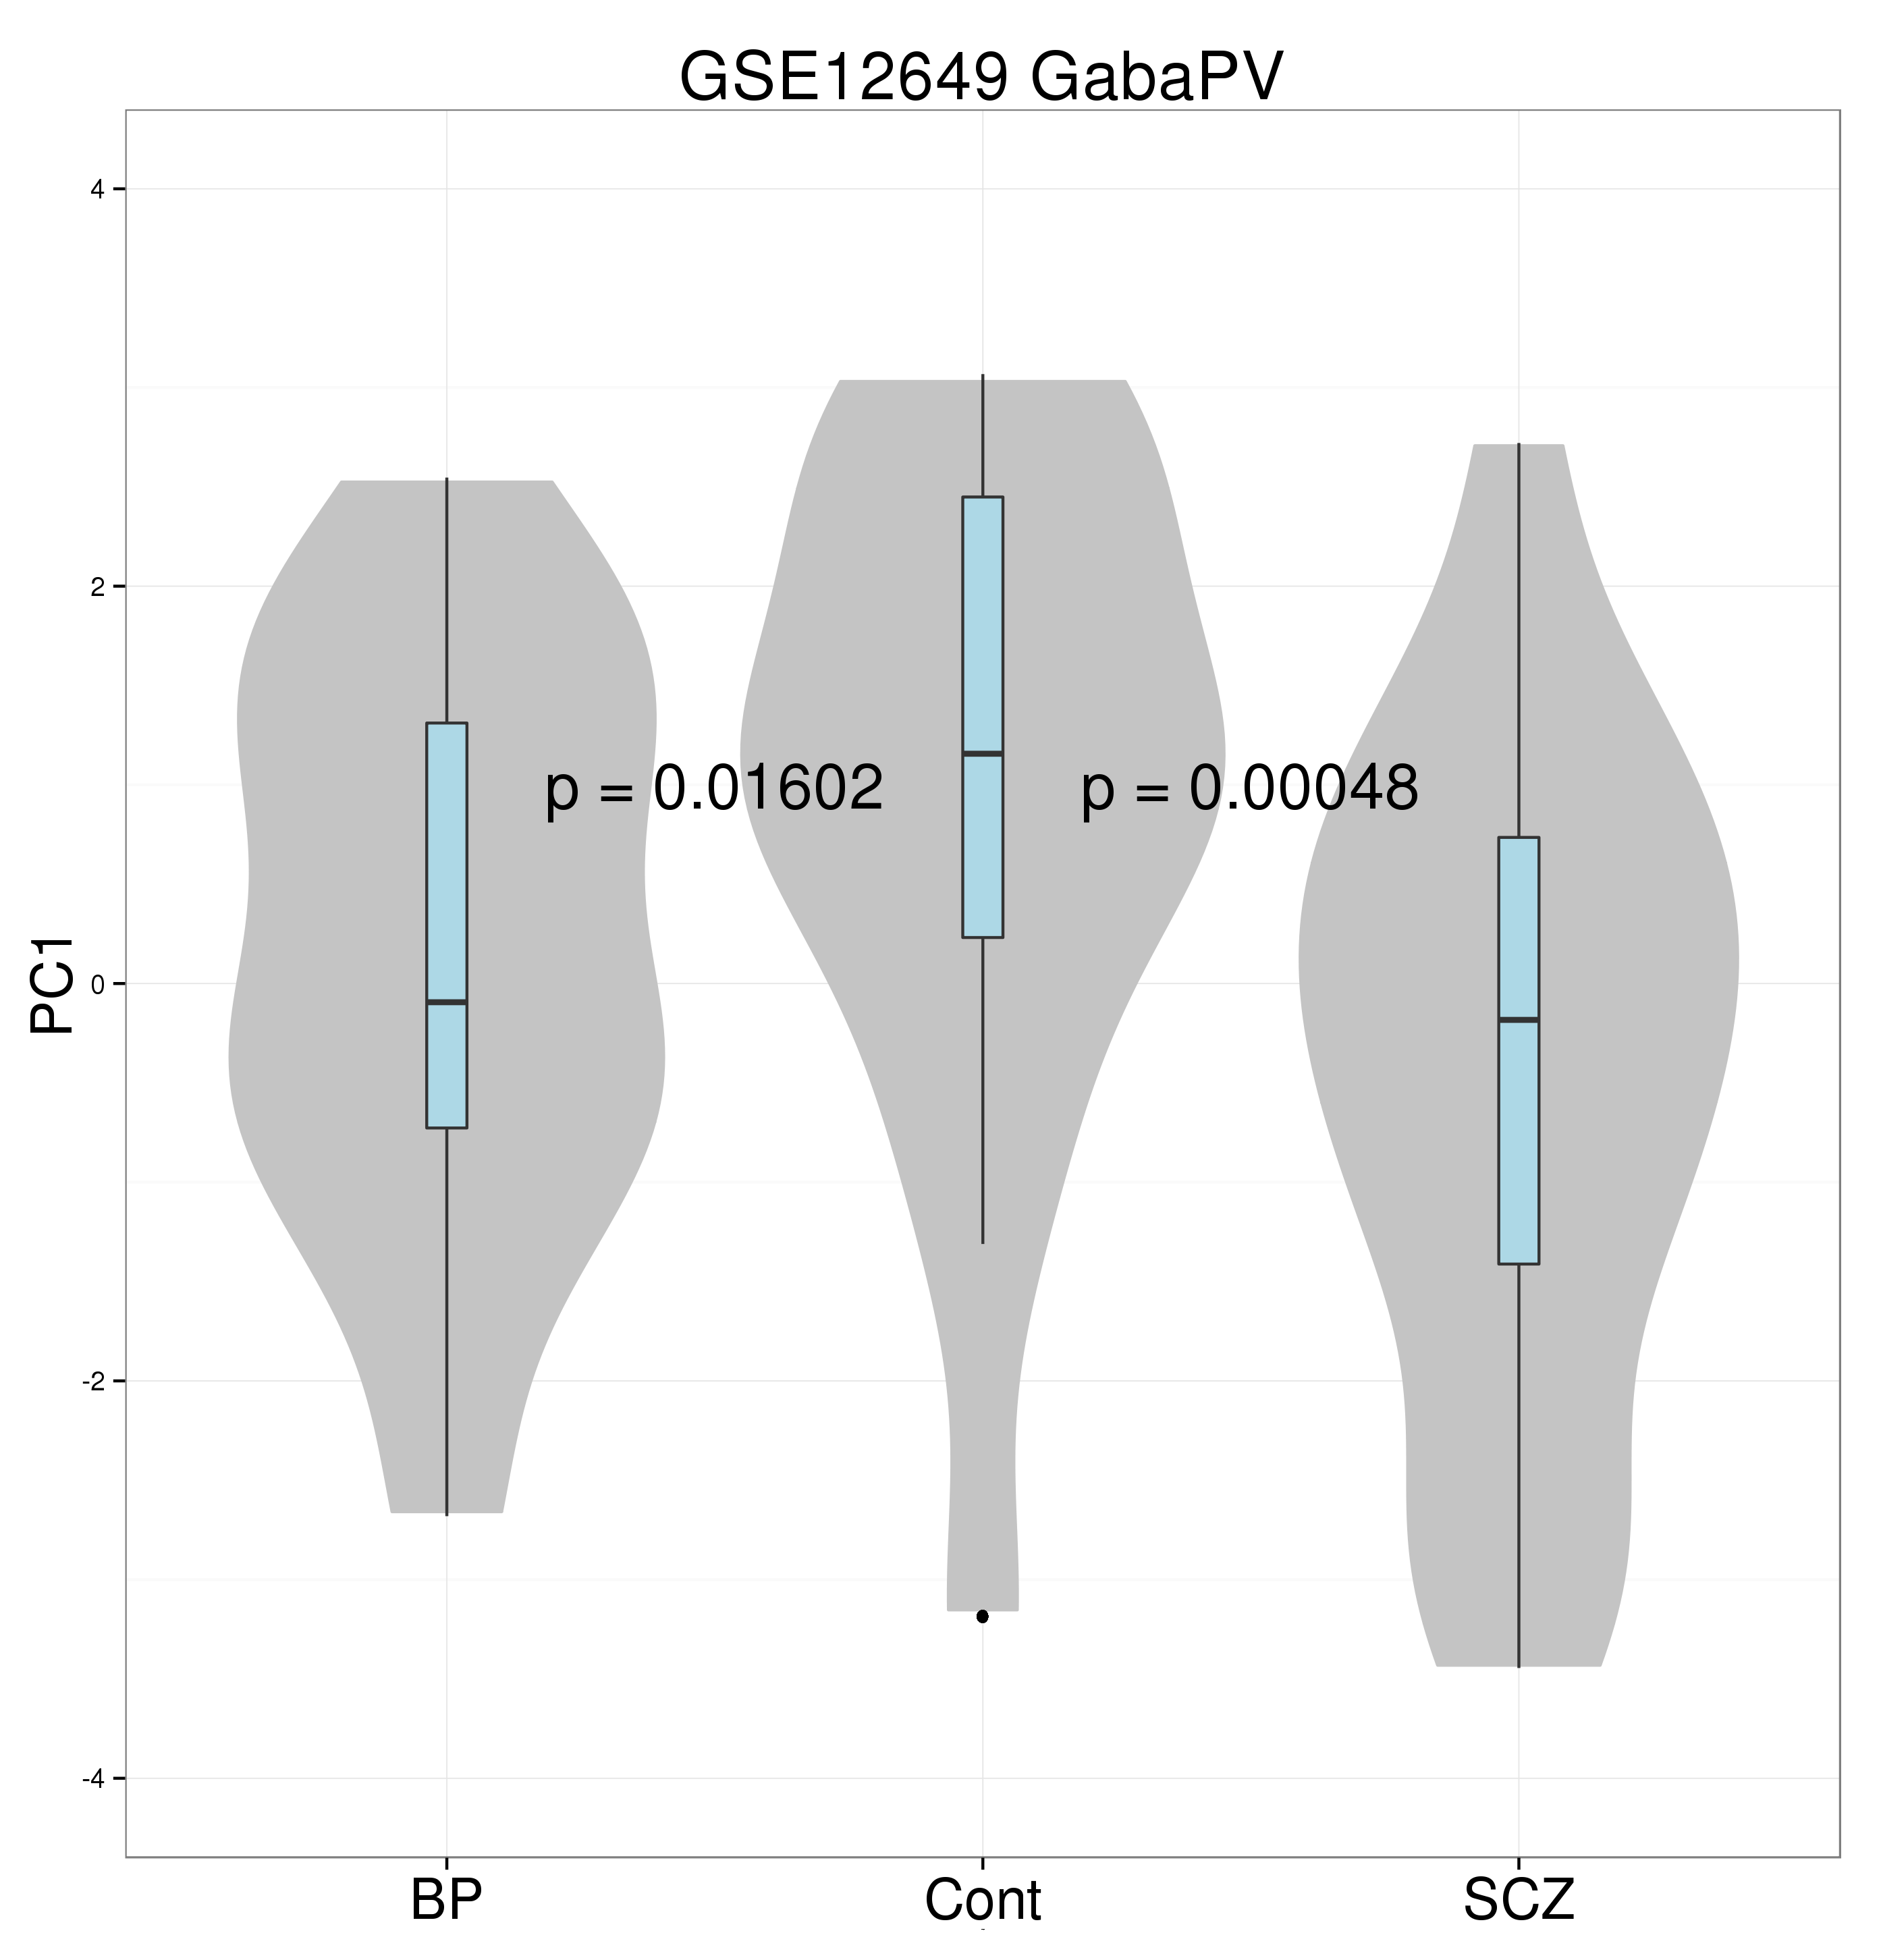 GSE12649 GabaPV
4
2
p = 0.01602 p = 0.00048
PC1
0
-2
-4
BP Cont SCZ